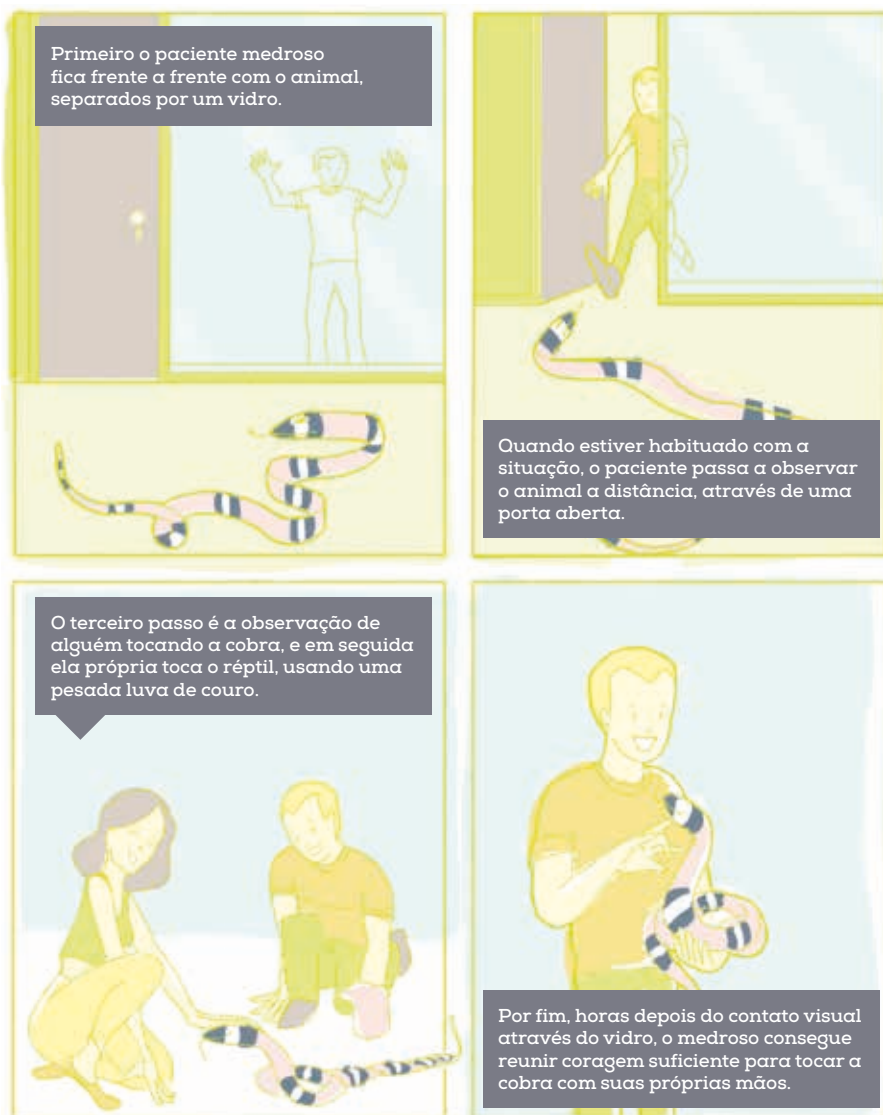 Primeiro o paciente medroso
fica frente a frente com o animal,
separados por um vidro.
Quando estiver habituado com a
situação, o paciente passa a observar
o animal a distância, através de uma
porta aberta.
O terceiro passo é a observação de
alguém tocando a cobra, e em seguida
ela própria toca o réptil, usando uma
pesada luva de couro.
Por fim, horas depois do contato visual
através do vidro, o medroso consegue
reunir coragem suficiente para tocar a
cobra com suas próprias mãos.